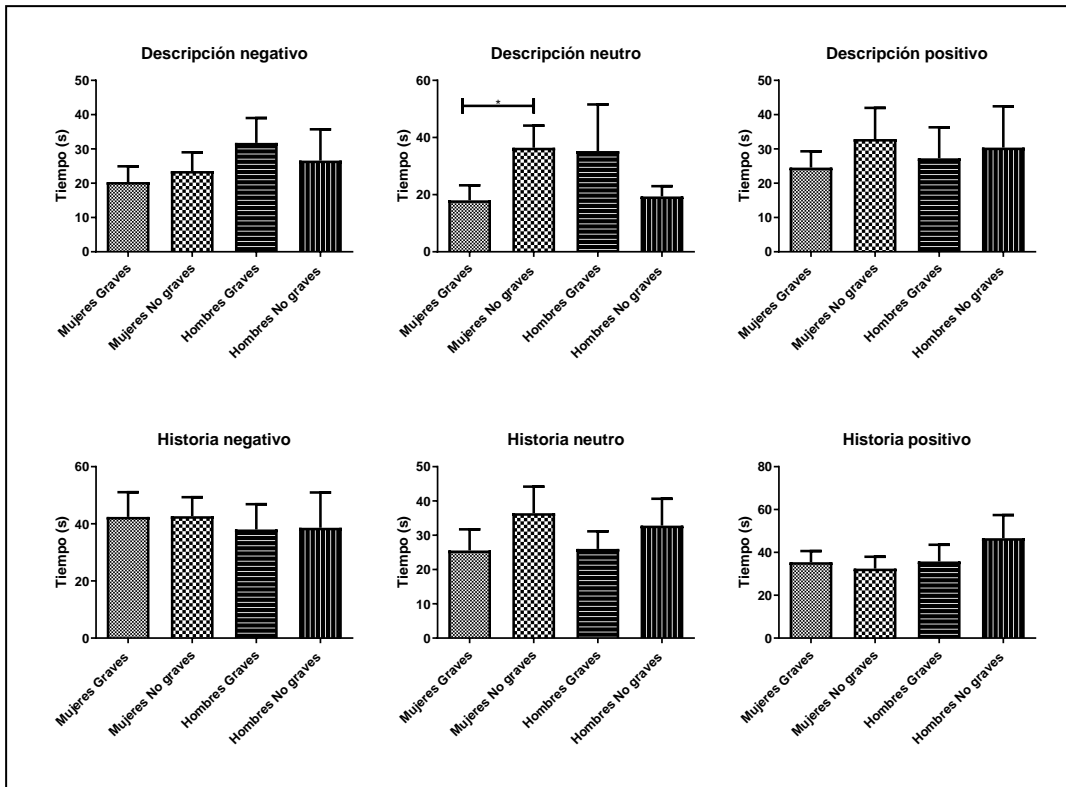 Descripción negativo
50
40
30
20
10
0
Tiempo (s)
Mujeres Graves
Mujeres No graves
Hombres Graves
Hombres No graves
Descripción neutro
60
40
20
0
Tiempo (s)
*
Mujeres Graves
Mujeres No graves
Hombres Graves
Hombres No graves
Descripción positivo
50
40
30
20
10
0
Tiempo (s)
Mujeres Graves
Mujeres No graves
Hombres Graves
Hombres No graves
Historia negativo
60
40
20
0
Tiempo (s)
Mujeres Graves
Mujeres No graves
Hombres Graves
Hombres No graves
Historia neutro
50
40
30
20
10
0
Tiempo (s)
Mujeres Graves
Mujeres No graves
Hombres Graves
Hombres No graves
Historia positivo
80
60
40
20
0
Tiempo (s)
Mujeres Graves
Mujeres No graves
Hombres Graves
Hombres No graves